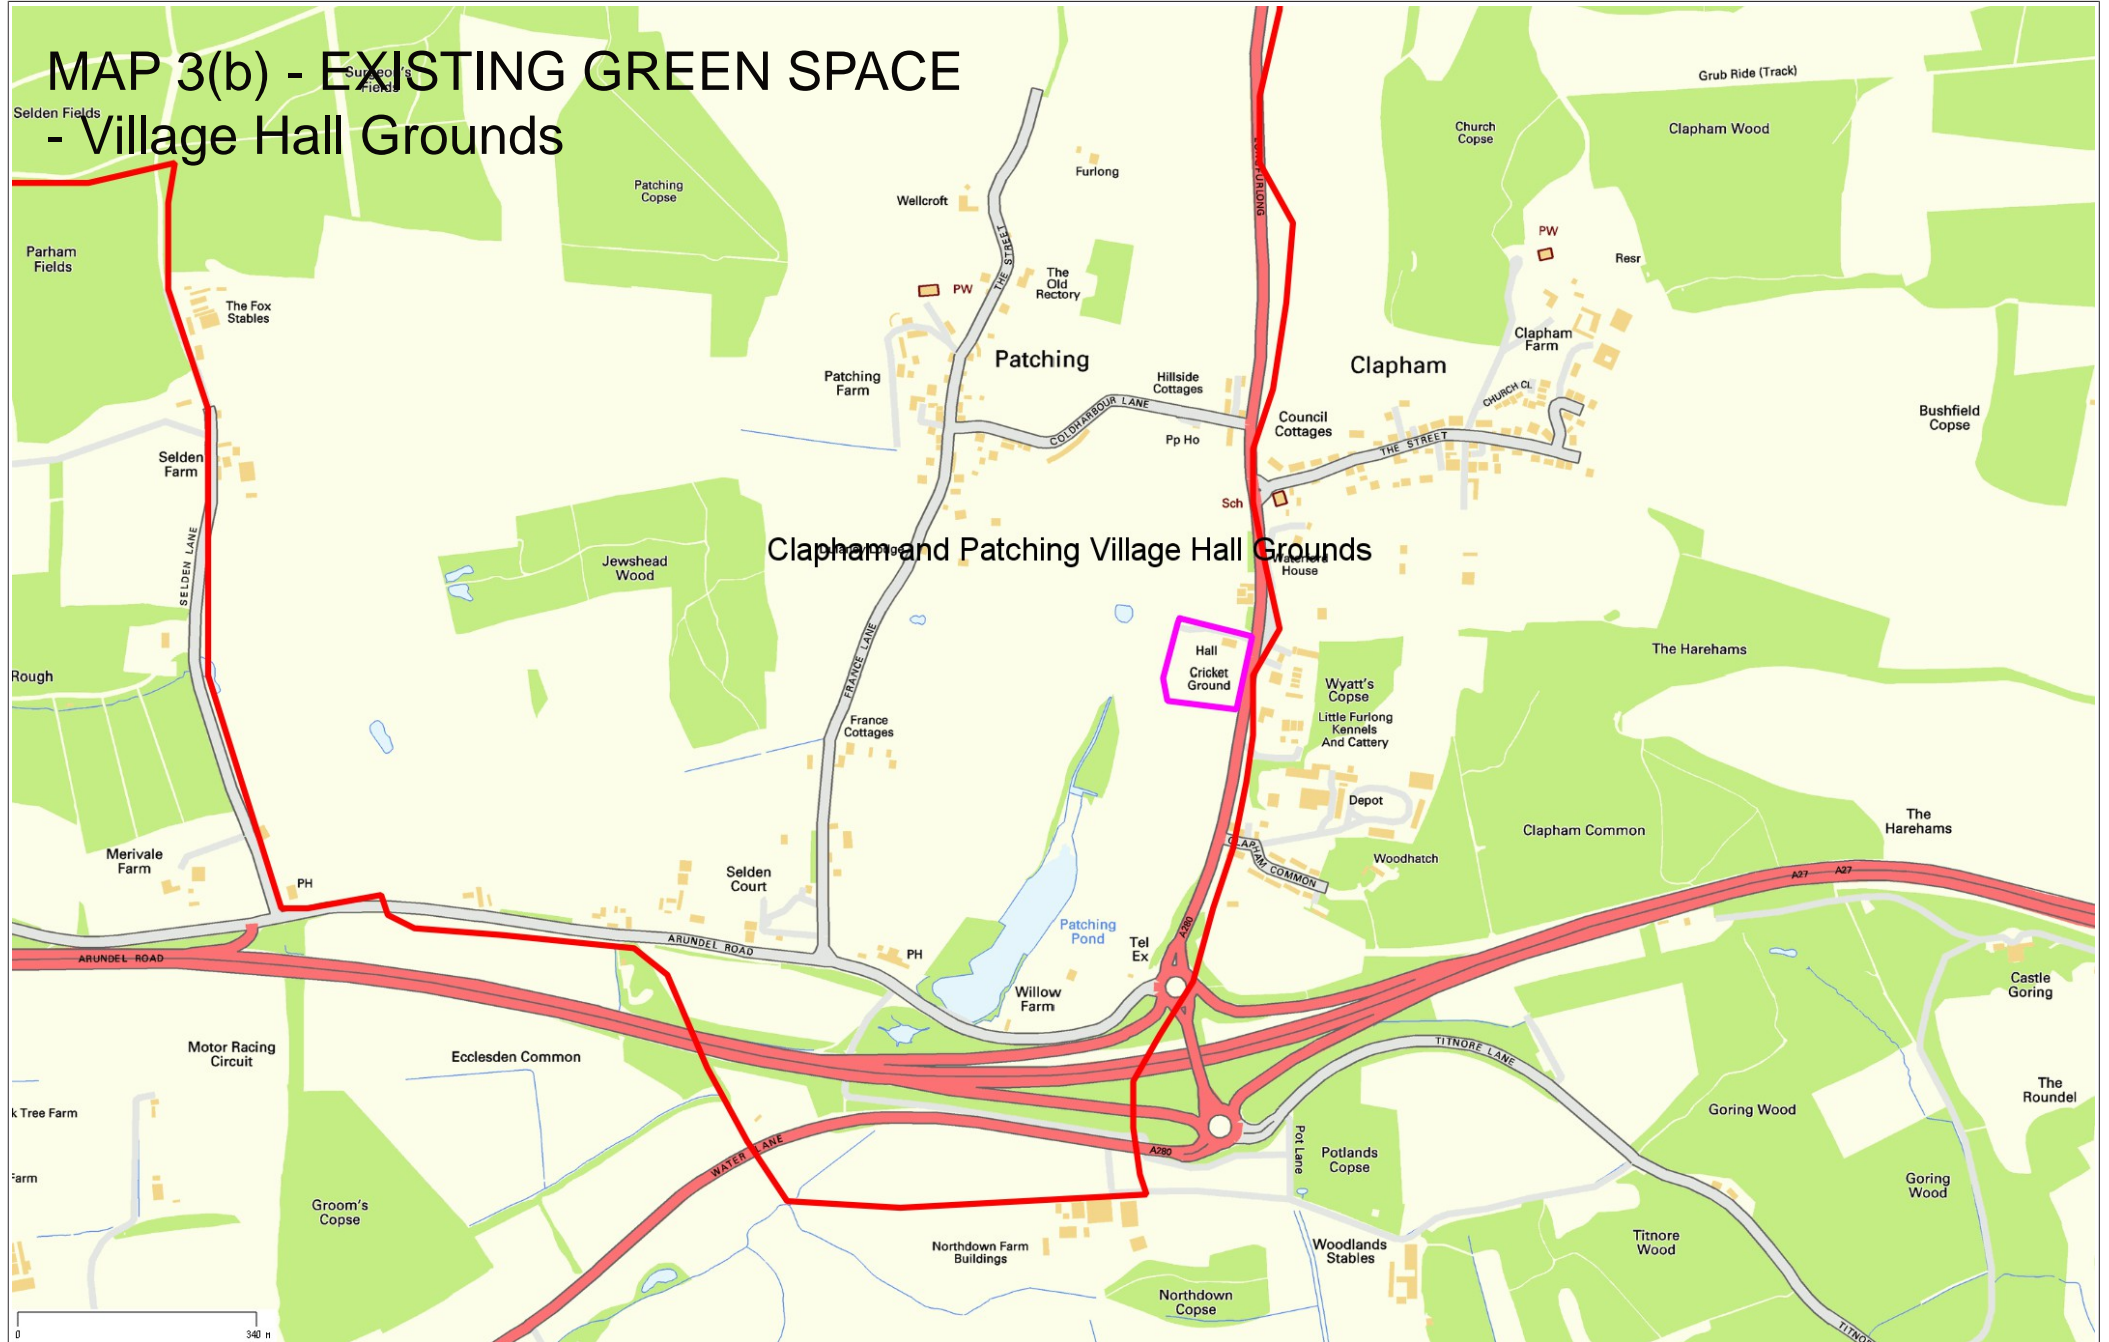 MAP 3(b) - EXISTING GREEN SPACE
- Village Hall Grounds
Surgeon's
Fields
Selden Fields
Grub Ride (Track)
Church
Copse
Clapham Wood
Furlong
Patching
Copse
Wellcroft
THE STREET
PW
Resr
Parham
Fields
The
Old
Rectory
PW
The Fox
Stables
Clapham
Farm
Patching
Clapham
Patching
Farm
Hillside
Cottages
CHURCH CL
COLDHARBOUR LANE
Council
Cottages
Bushfield
Copse
Pp Ho
THE STREET
Selden
Farm
Sch
SELDEN LANE
Clapham and Patching Village Hall Grounds
Jewshead
Wood
House
FRANCE LANE
Hall
Cricket
Ground
The Harehams
Rough
Wyatt's
Copse
Little Furlong
Kennels
And Cattery
France
Cottages
Depot
The
Harehams
Clapham Common
CLAPHAM COMMON
Woodhatch
Merivale
Farm
PH
Selden
Court
A27
A27
Patching
Pond
A280
Tel
Ex
ARUNDEL ROAD
ARUNDEL ROAD
PH
Willow
Farm
Castle
Goring
Motor Racing
Circuit
Ecclesden Common
TITNORE LANE
The
Roundel
k Tree Farm
Goring Wood
WATER LANE
A280
Pot Lane
Potlands
Copse
Farm
Goring
Wood
Groom's
Copse
Northdown Farm
Buildings
Woodlands
Stables
Titnore
Wood
Northdown
Copse
0
340 m